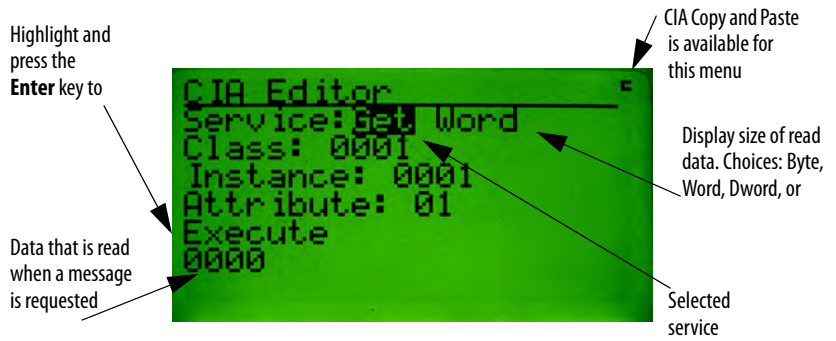 Highlight and
press the
Enter key to
CIA Copy and Paste
is available for
this menu
CIA Editor
Service: Get Word
Class: 0001
Instance: 0001
Attribute: 01
Execute
0000
Display size of read
data. Choices: Byte,
Word, Dword, or
Data that is read
when a message
is requested
Selected
service